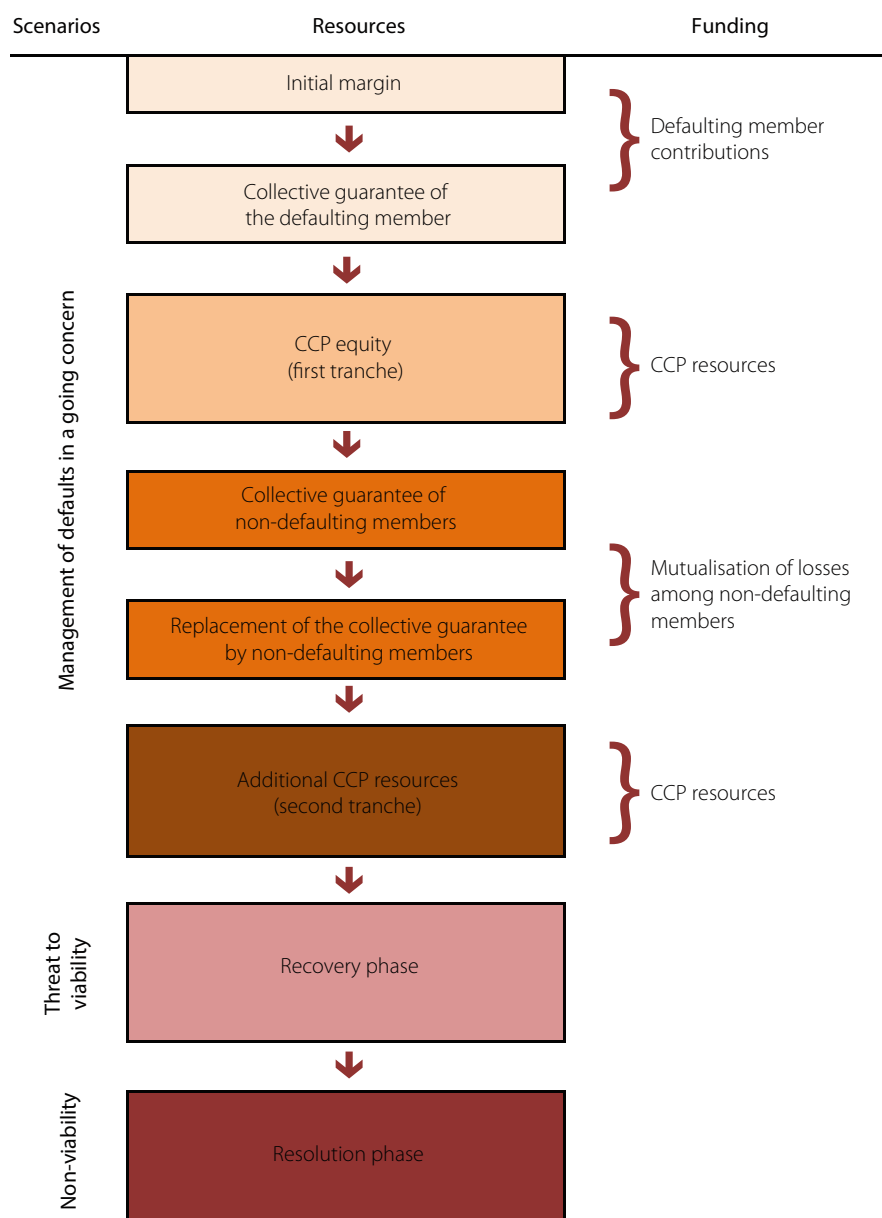 Scenarios
Resources
Funding
Management of defaults in a going concern
Initial margin
Defaulting member
contributions
Collective guarantee of
the defaulting member
CCP equity
(first tranche)
CCP resources
Collective guarantee of
non-defaulting members
Mutualisation of losses
among non-defaulting
members
Replacement of the collective guarantee
by non-defaulting members
Additional CCP resources
(second tranche)
CCP resources
Threat to
viability
Recovery phase
Non-viability
Resolution phase